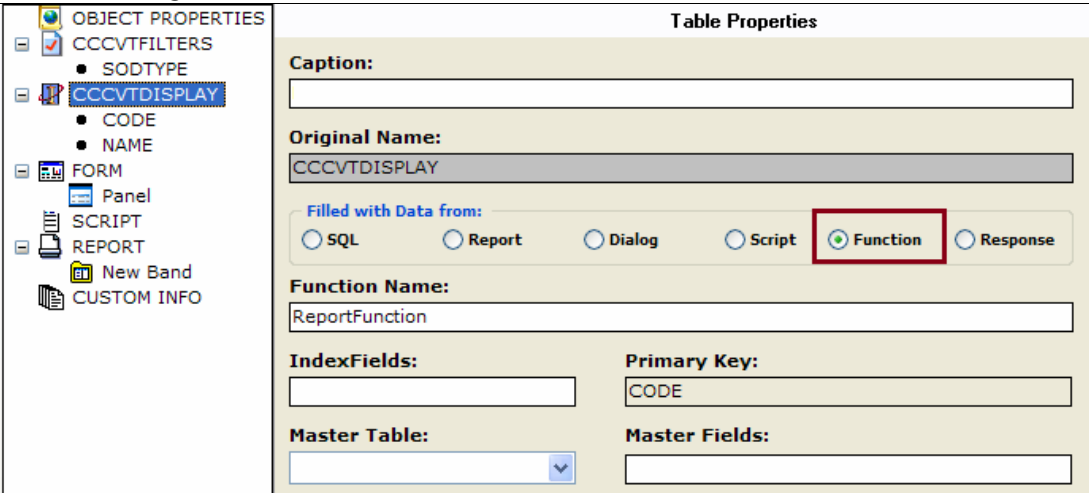 OBJECT PROPERTIES
CCCVTFILTERS
SODTYPE
CCCVTDISPLAY
CODE
NAME
FORM
Panel
SCRIPT
REPORT
New Band
CUSTOM INFO
Table Properties
Caption:
Original Name:
CCCVTDISPLAY
Filled with Data from:
SQL Report Dialog Script Function Response
Function Name:
ReportFunction
IndexFields: Primary Key:
CODE
Master Table: Master Fields: